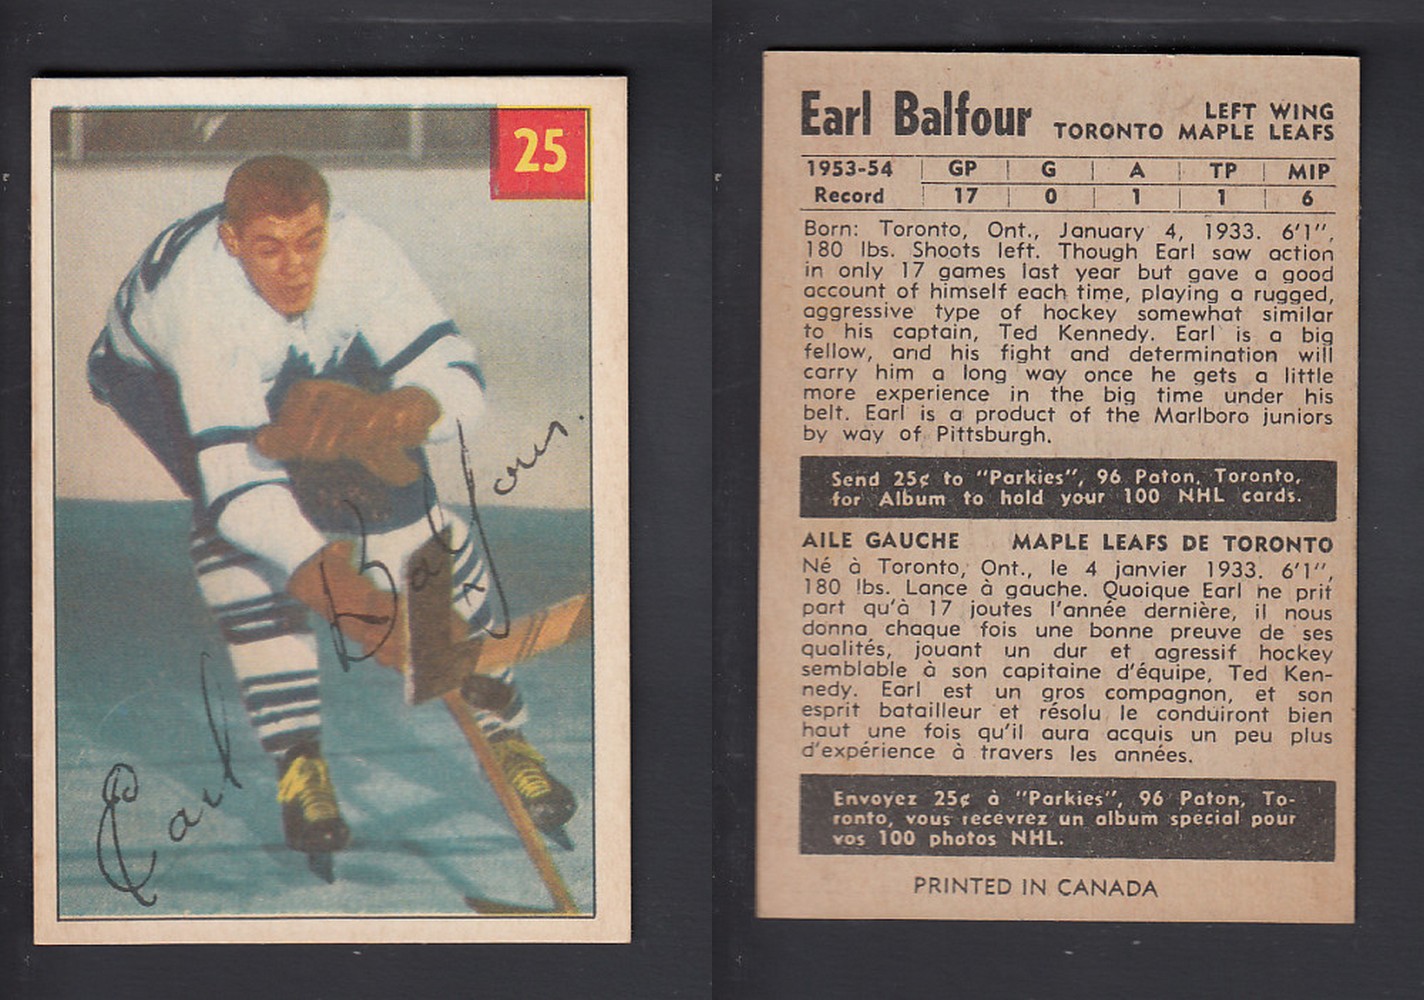 25
Earl Balfour.
Earl Balfour
LEFT WING
TORONTO MAPLE LEAFS
1953-54 GP G A TP MIP
Record 17 0 1 1 6
Born: Toronto, Ont., January 4, 1933. 6'1",
180 lbs. Shoots left. Though Earl saw action
in only 17 games last year but gave a good
account of himself each time, playing a rugged,
aggressive type of hockey somewhat similar
to his captain, Ted Kennedy. Earl is a big
fellow, and his fight and determination will
carry him a long way once he gets a little
more experience in the big time under his
belt. Earl is a product of the Marlboro juniors
by way of Pittsburgh.
Send 25¢ to "Parkies", 96 Paton, Toronto,
for Album to hold your 100 NHL cards.
AILE GAUCHE MAPLE LEAFS DE TORONTO
Né à Toronto, Ont., le 4 janvier 1933. 6'1",
180 lbs. Lance à gauche. Quoique Earl ne prit
part qu'à 17 joutes l'année dernière, il nous
donna chaque fois une bonne preuve de ses
qualités, jouant un dur et agressif hockey
semblable à son capitaine d'équipe, Ted Ken-
nedy. Earl est un gros compagnon, et son
esprit batailleur et résolu le conduiront bien
haut une fois qu'il aura acquis un peu plus
d'expérience à travers les années.
Envoyez 25¢ à "Parkies", 96 Paton, To-
ronto, vous recevrez un album spécial pour
vos 100 photos NHL.
PRINTED IN CANADA